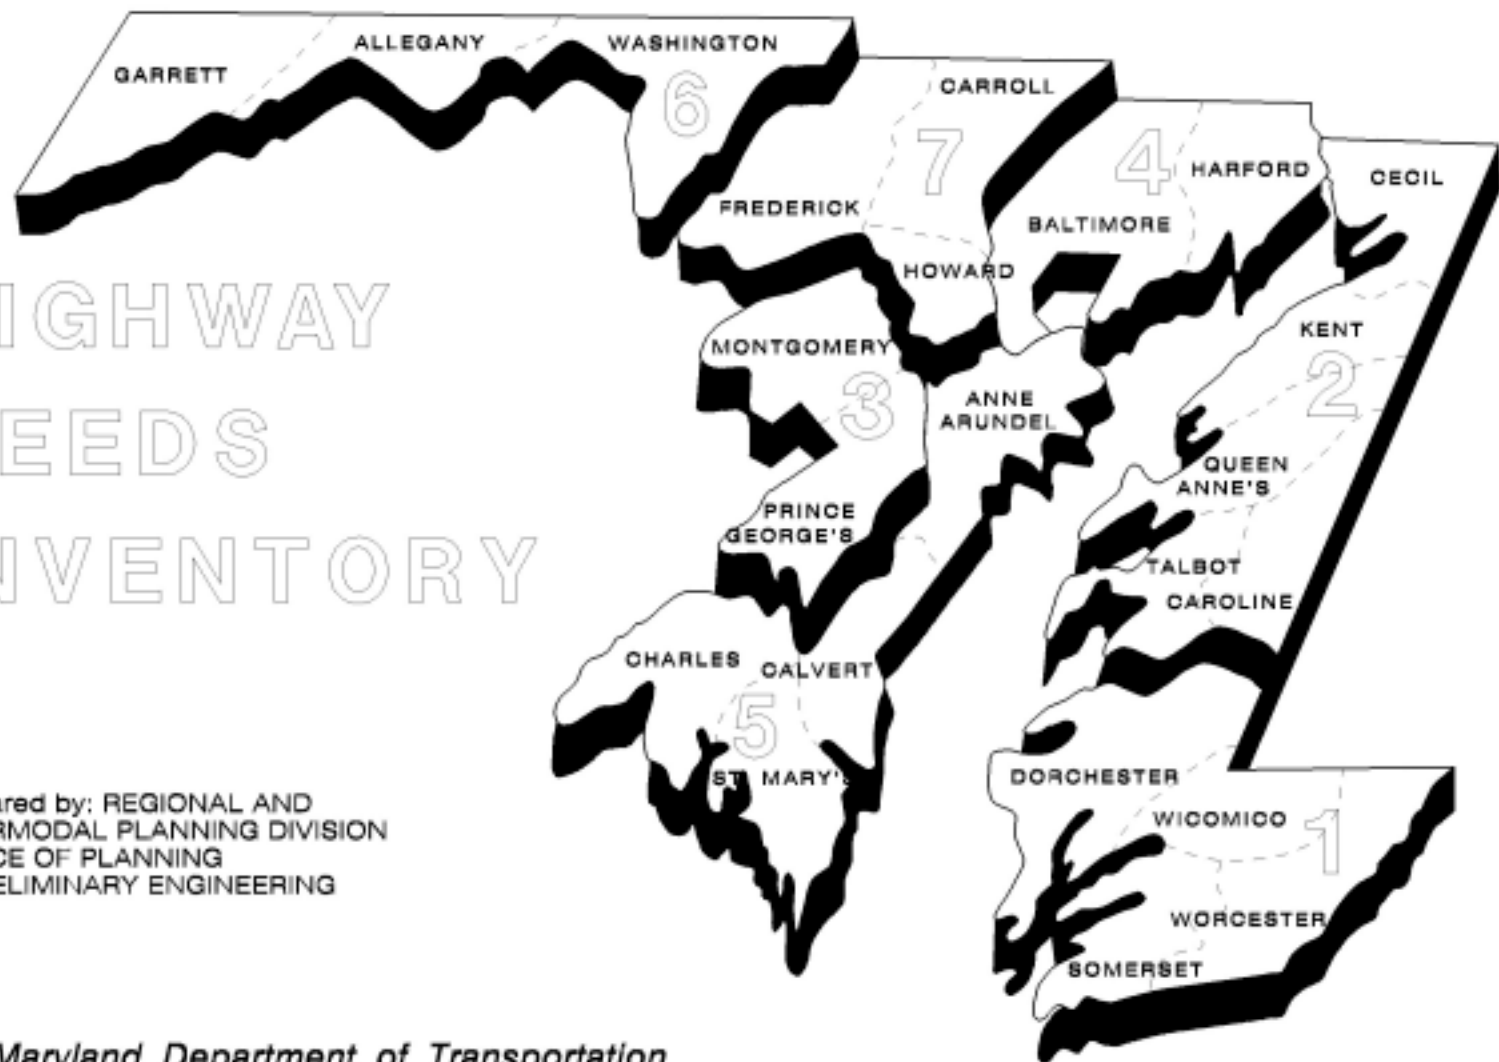 GARRETT
ALLEGANY
WASHINGTON
6
CARROLL
7
FREDERICK
HOWARD
4
HARFORD
BALTIMORE
CECIL
IGHWAY
EEDS
NVENTORY
MONTGOMERY
3
ANNE
ARUNDEL
KENT
2
QUEEN
ANNE'S
PRINCE
GEORGE'S
TALBOT
CAROLINE
CHARLES
CALVERT
5
ST. MARY'S
DORCHESTER
WICOMICO
1
WORCESTER
SOMERSET
ared by: REGIONAL AND
RMODAL PLANNING DIVISION
CE OF PLANNING
ELIMINARY ENGINEERING
Maryland Department of Transportation